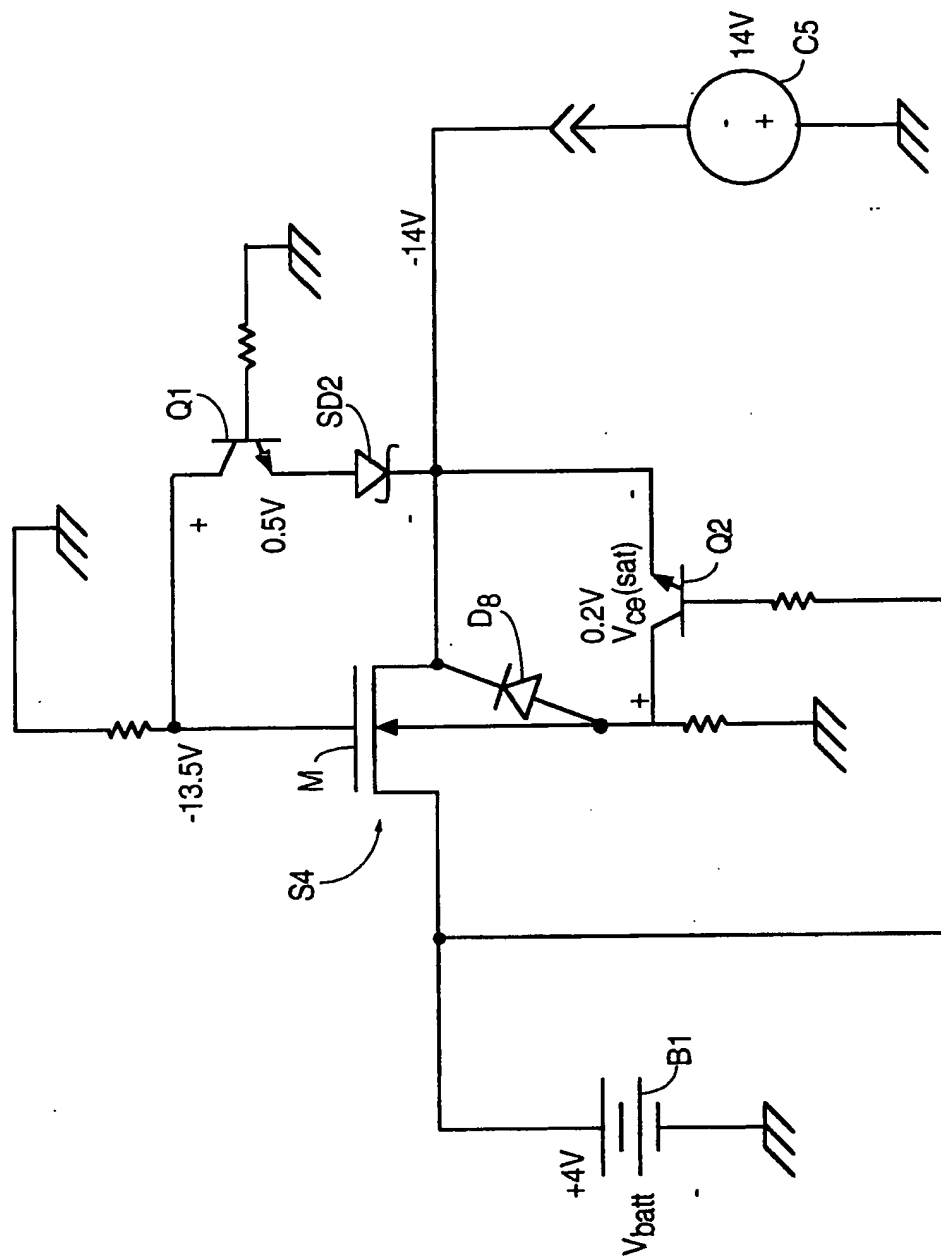 Q1
+
0.5V
SD2
-
-14V
14V
-
+
C5
-13.5V
M
S4
D8
0.2V
Vce(sat)
+
-
Q2
+4V
Vbatt
-
B1